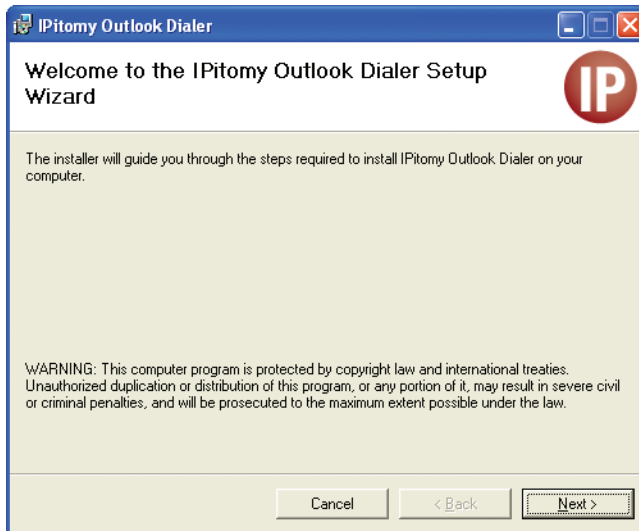 IPitomy Outlook Dialer
Welcome to the IPitomy Outlook Dialer Setup
Wizard
IP
The installer will guide you through the steps required to install IPitomy Outlook Dialer on your
computer.
WARNING: This computer program is protected by copyright law and international treaties.
Unauthorized duplication or distribution of this program, or any portion of it, may result in severe civil
or criminal penalties, and will be prosecuted to the maximum extent possible under the law.
Cancel
< Back
Next >